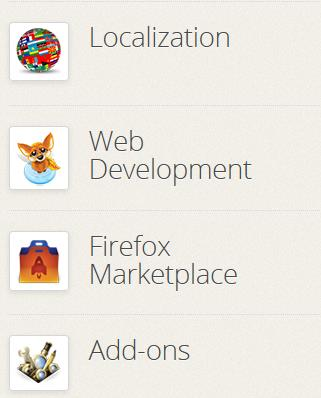 Localization
Web
Development
Firefox
Marketplace
Add-ons